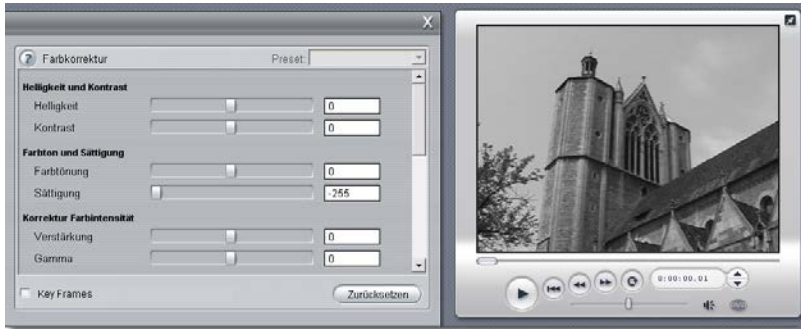 X
? Farbkorrektur Preset:
Helligkeit und Kontrast
Helligkeit 0
Kontrast 0
Farbton und Sättigung
Farbtönung 0
Sättigung -255
Korrektur Farbintensität
Verstärkung 0
Gamma 0
Key Frames Zurücksetzen
0:00:00.01